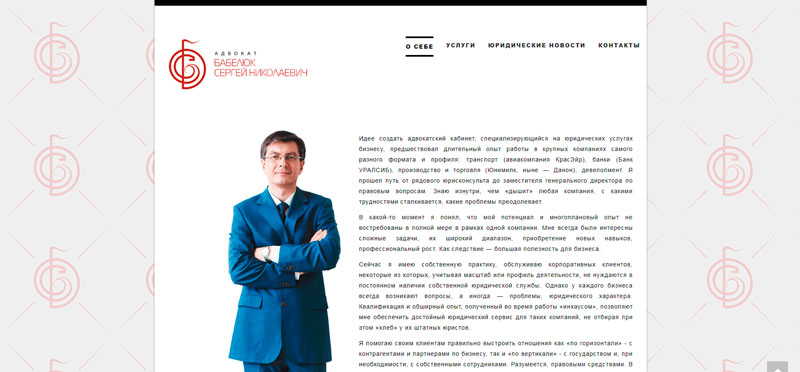 АДВОКАТ
БАБЕЛЮК
СЕРГЕЙ НИКОЛАЕВИЧ
О СЕБЕ УСЛУГИ ЮРИДИЧЕСКИЕ НОВОСТИ КОНТАКТЫ
Идее создать адвокатский кабинет, специализирующийся на юридических услугах
бизнесу, предшествовал длительный опыт работы в крупных компаниях самого
разного формата и профиля: транспорт (авиакомпания КрасЭйр), банки (Банк
УРАЛСИБ), производство и торговля (Юнимилк, ныне — Данон), девелопмент. Я
прошел путь от рядового юрисконсульта до заместителя генерального директора по
правовым вопросам. Знаю изнутри, чем «дышит» любая компания, с какими
трудностями сталкивается, какие проблемы преодолевает.
В какой-то момент я понял, что мой потенциал и многоплановый опыт не
востребованы в полной мере в рамках одной компании. Мне всегда были интересны
сложные задачи, их широкий диапазон, приобретение новых навыков,
профессиональный рост. Как следствие — большая полезность для бизнеса.
Сейчас я имею собственную практику, обслуживаю корпоративных клиентов,
некоторые из которых, учитывая масштаб или профиль деятельности, не нуждаются в
постоянном наличии собственной юридической службы. Однако у каждого бизнеса
всегда возникают вопросы, а иногда — проблемы, юридического характера.
Квалификация и обширный опыт, полученный во время работы «инхаусом», позволяют
мне обеспечить достойный юридический сервис для таких компаний, не отбирая при
этом «хлеб» у их штатных юристов.
Я помогаю своим клиентам правильно выстроить отношения как «по горизонтали» - с
контрагентами и партнерами по бизнесу, так и «по вертикали» - с государством и, при
необходимости, с собственными сотрудниками. Разумеется, правовыми средствами. В